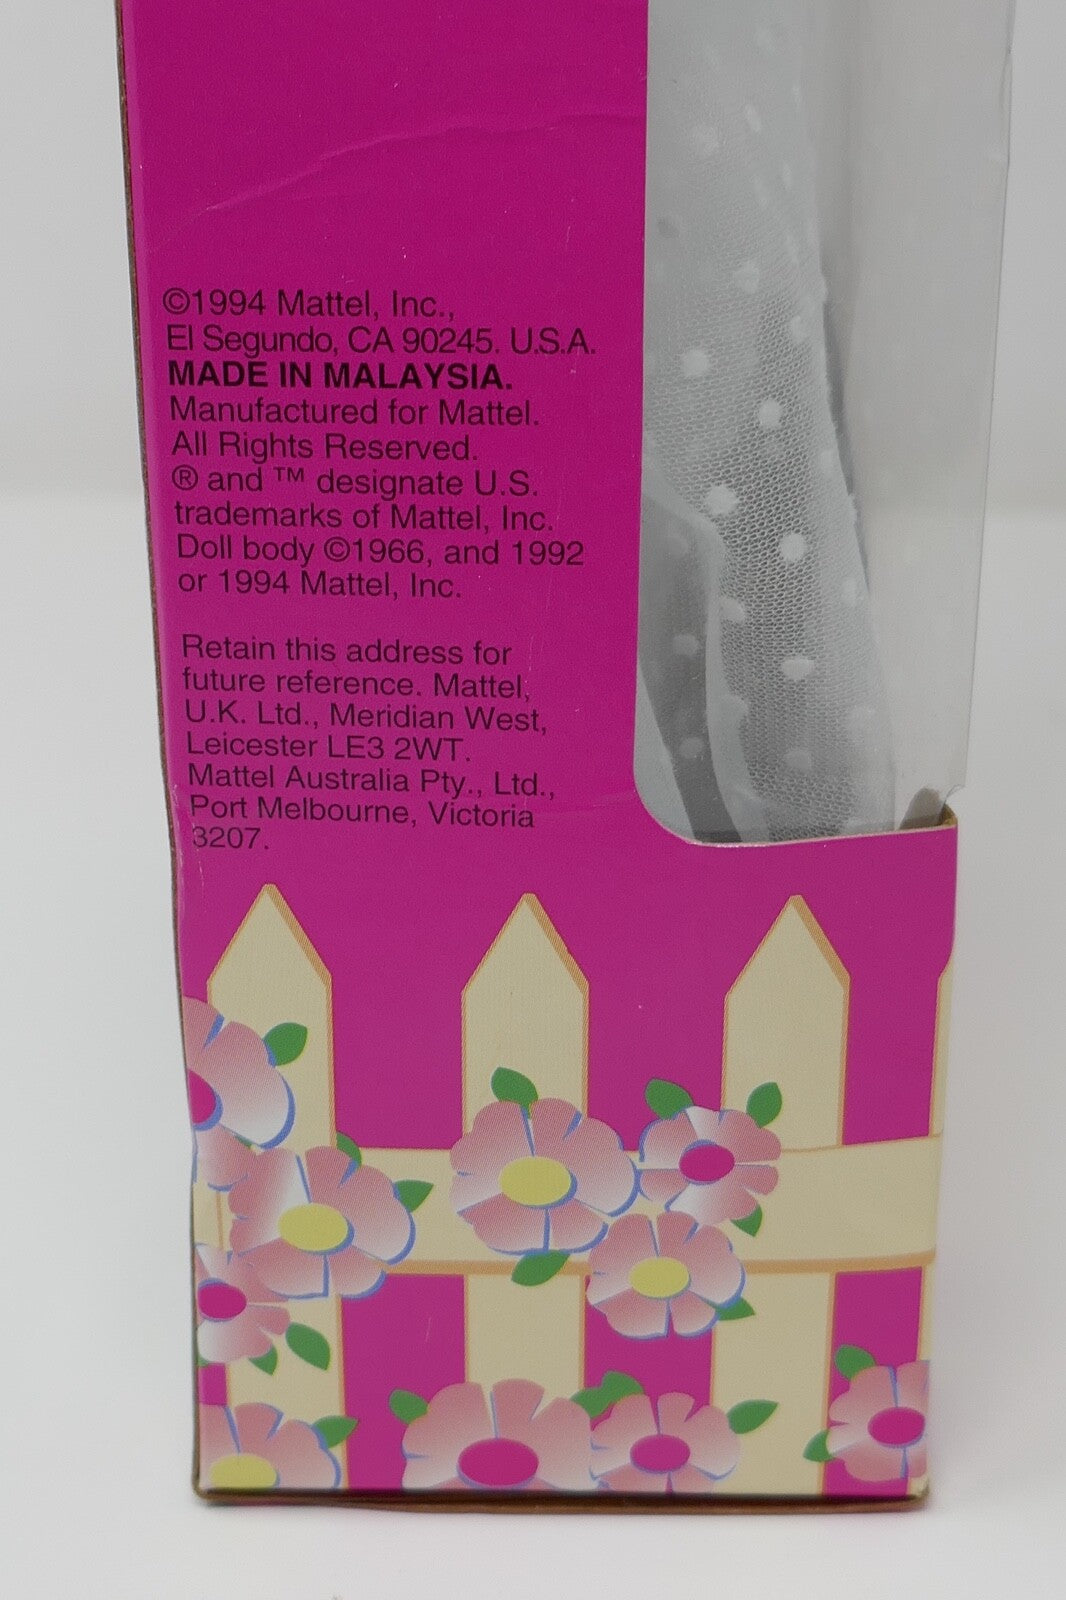 ©1994 Mattel, Inc.,
El Segundo, CA 90245. U.S.A.
MADE IN MALAYSIA.
Manufactured for Mattel.
All Rights Reserved.
® and ™ designate U.S.
trademarks of Mattel, Inc.
Doll body ©1966, and 1992
or 1994 Mattel, Inc.
Retain this address for
future reference. Mattel,
U.K. Ltd., Meridian West,
Leicester LE3 2WT.
Mattel Australia Pty., Ltd.,
Port Melbourne, Victoria
3207.